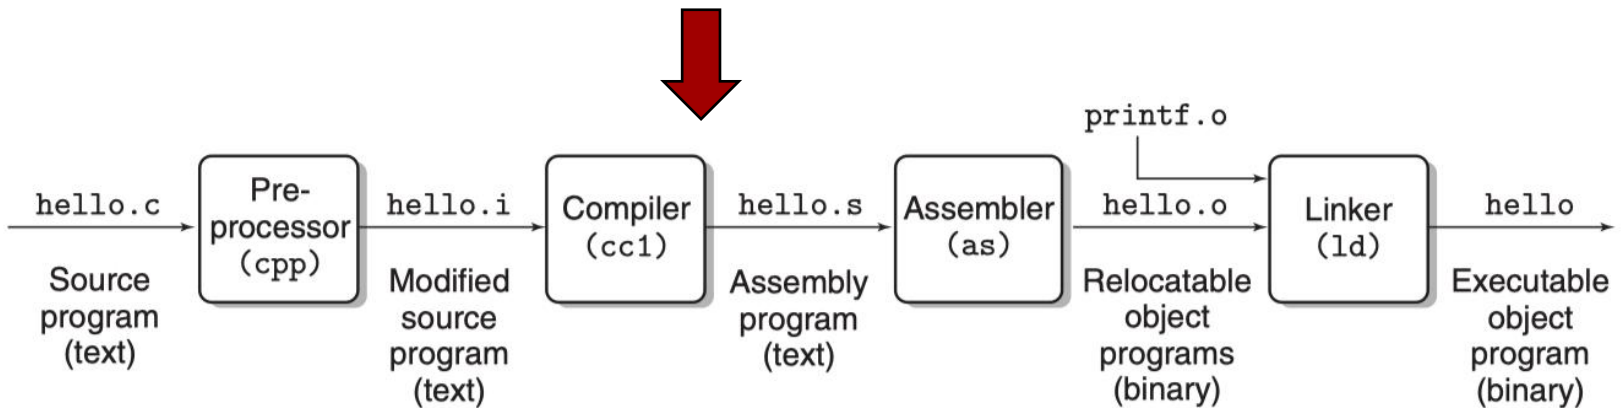 printf.o
hello.c
Pre-
processor
(cpp)
hello.i
Compiler
(cc1)
hello.s
Assembler
(as)
hello.o
Linker
(ld)
hello
Source
program
(text)
Modified
source
program
(text)
Assembly
program
(text)
Relocatable
object
programs
(binary)
Executable
object
program
(binary)